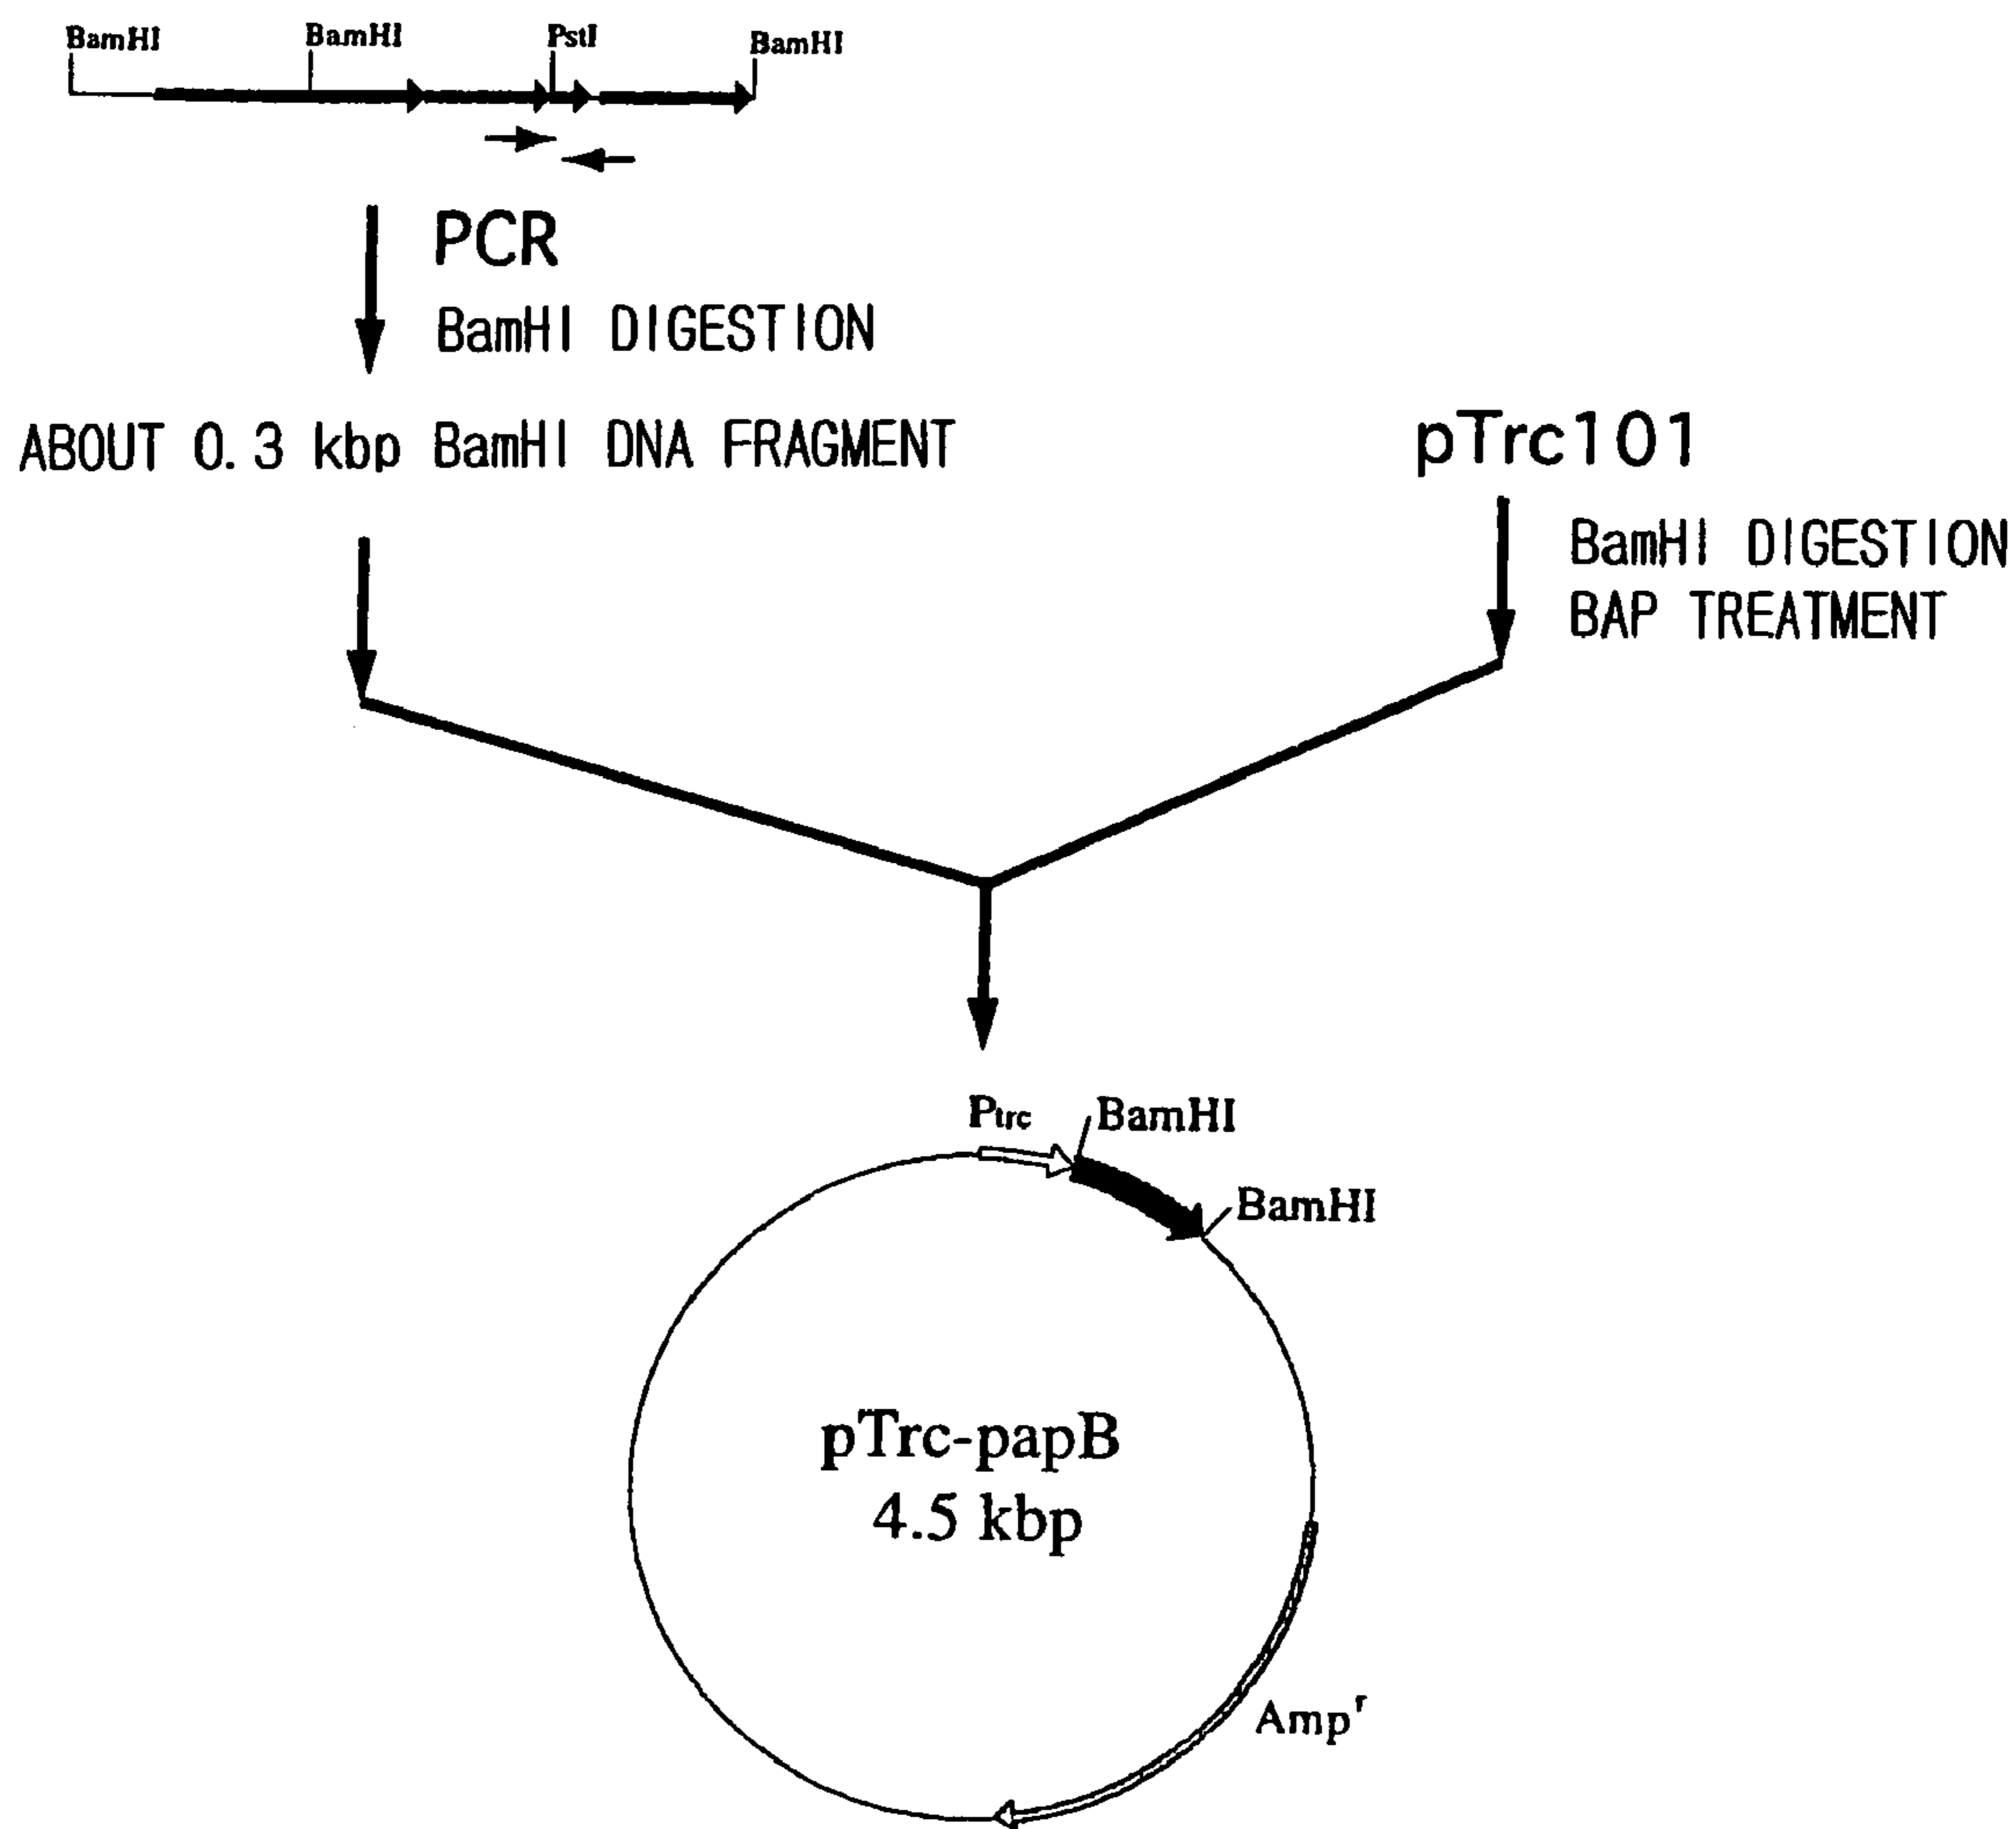 BamHI
BamHI
PstI
BamHI
PCR
BamHI DIGESTION
ABOUT 0.3 kbp BamHI DNA FRAGMENT
pTrc101
BamHI DIGESTION
BAP TREATMENT
Ptrc
BamHI
BamHI
pTrc-papB
4.5 kbp
Ampʳ